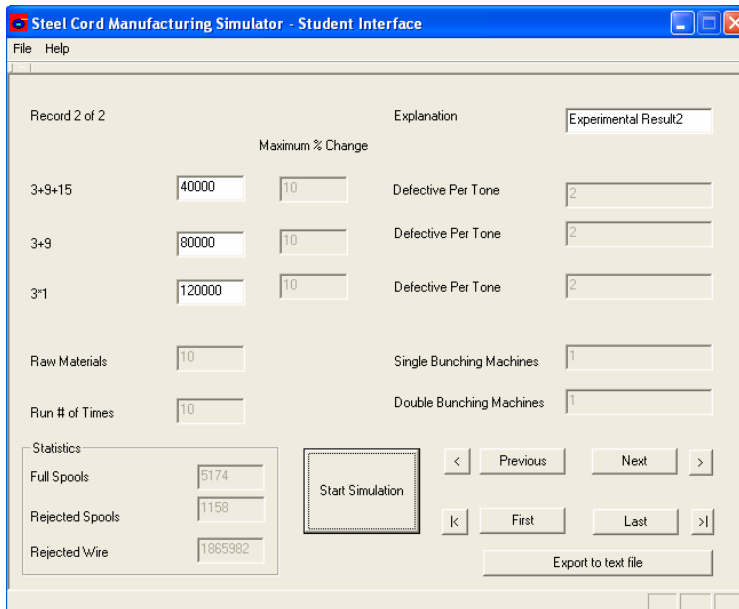 Steel Cord Manufacturing Simulator - Student Interface
File Help
Record 2 of 2 Explanation Experimental Result2
Maximum % Change
3+9+15 40000 10 Defective Per Tone 2
3+9 80000 10 Defective Per Tone 2
3*1 120000 10 Defective Per Tone 2
Raw Materials 10 Single Bunching Machines 1
Run # of Times 10 Double Bunching Machines 1
Statistics
Full Spools 5174
Rejected Spools 1158
Rejected Wire 1865982
Start Simulation
< Previous Next >
|< First Last >|
Export to text file